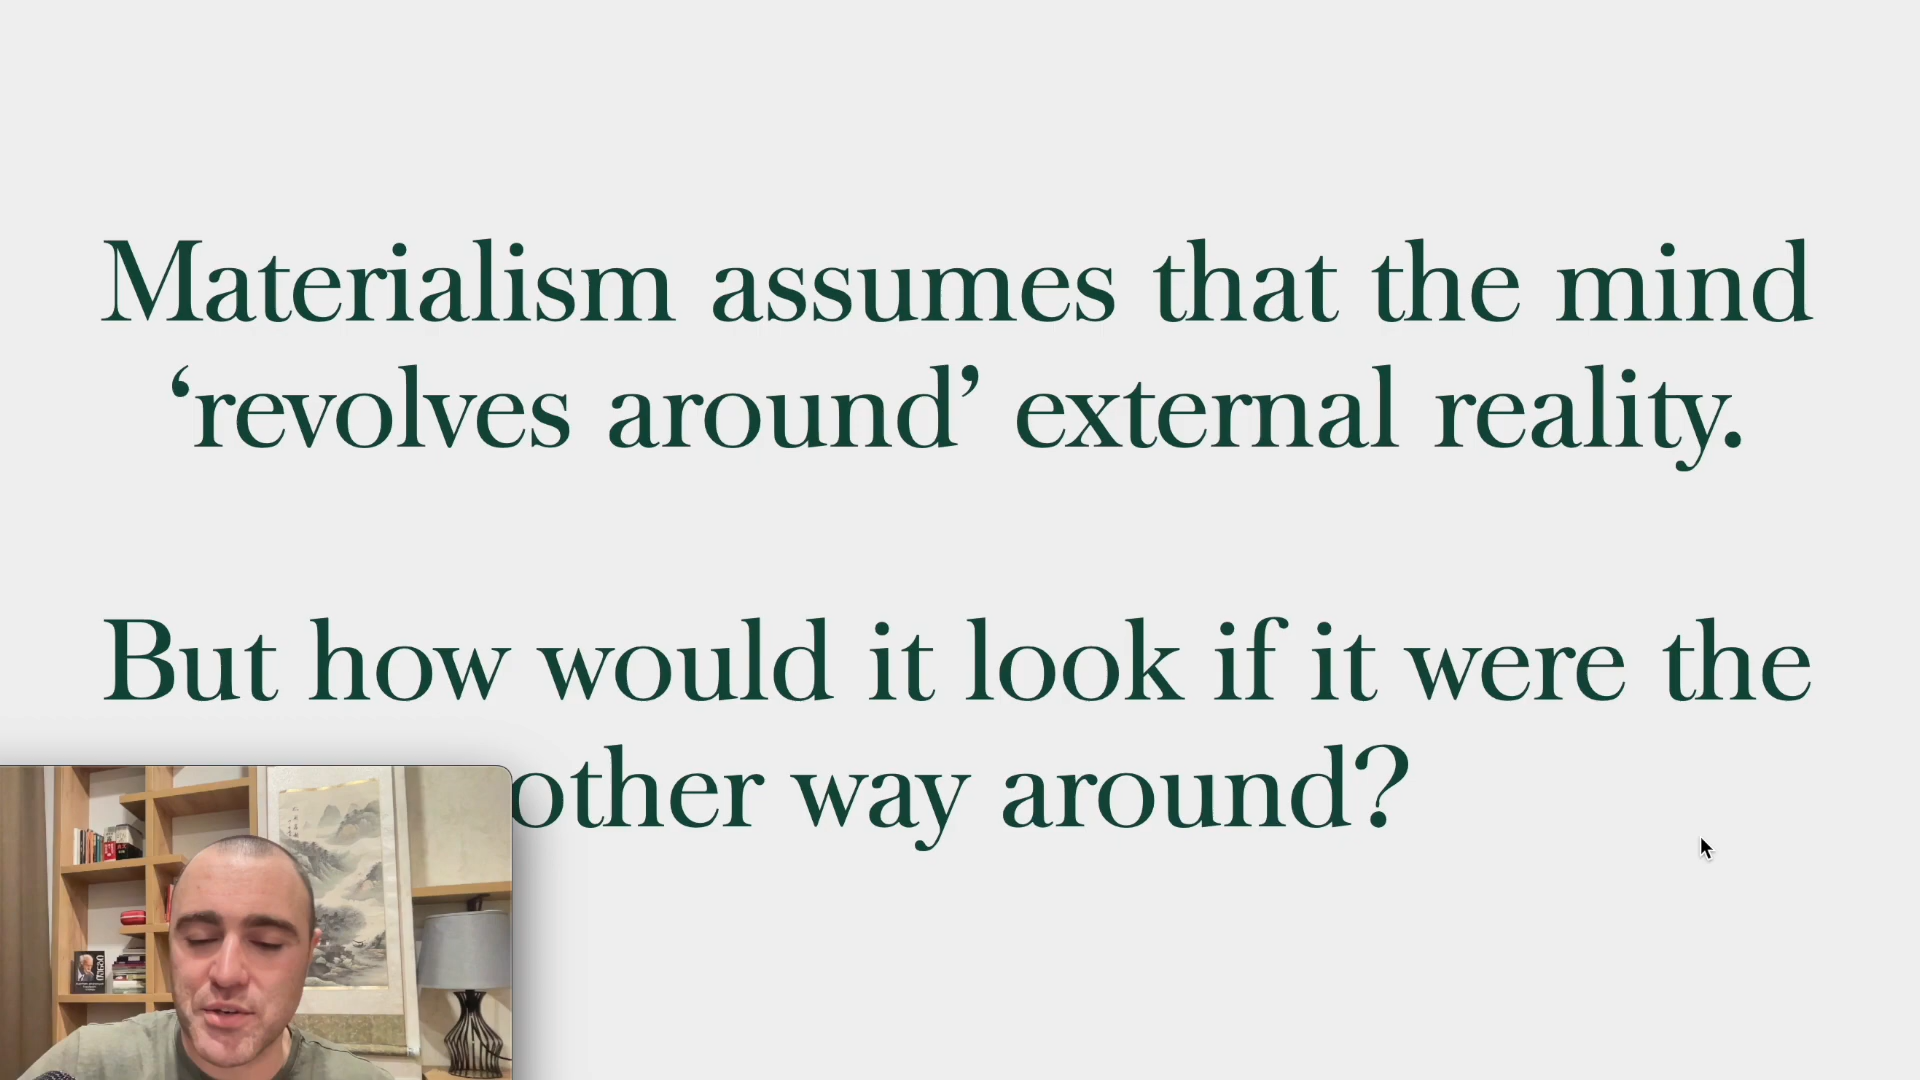 Materialism assumes that the mind
‘revolves around’ external reality.
But how would it look if it were the
other way around?